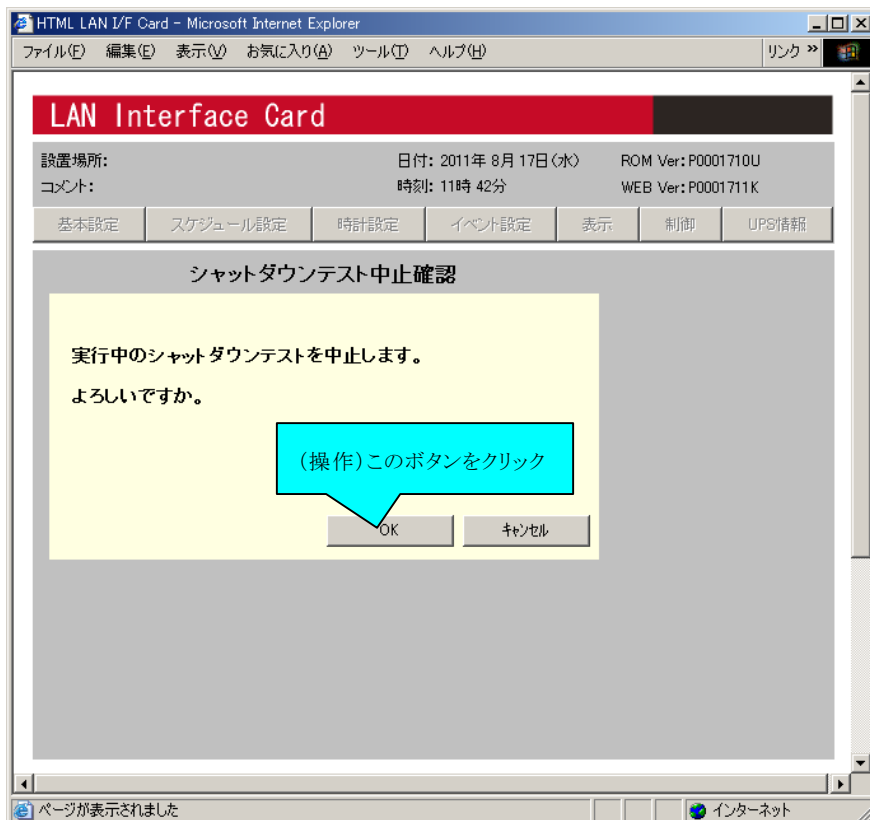 HTML LAN I/F Card - Microsoft Internet Explorer
ファイル(F) 編集(E) 表示(V) お気に入り(A) ツール(T) ヘルプ(H) リンク »
LAN Interface Card
設置場所: 日付: 2011年 8月 17日(水) ROM Ver:P0001710U
コメント: 時刻: 11時 42分 WEB Ver:P0001711K
基本設定 スケジュール設定 時計設定 イベント設定 表示 制御 UPS情報
シャットダウンテスト中止確認
実行中のシャットダウンテストを中止します。
よろしいですか。
(操作)このボタンをクリック
OK キャンセル
ページが表示されました インターネット